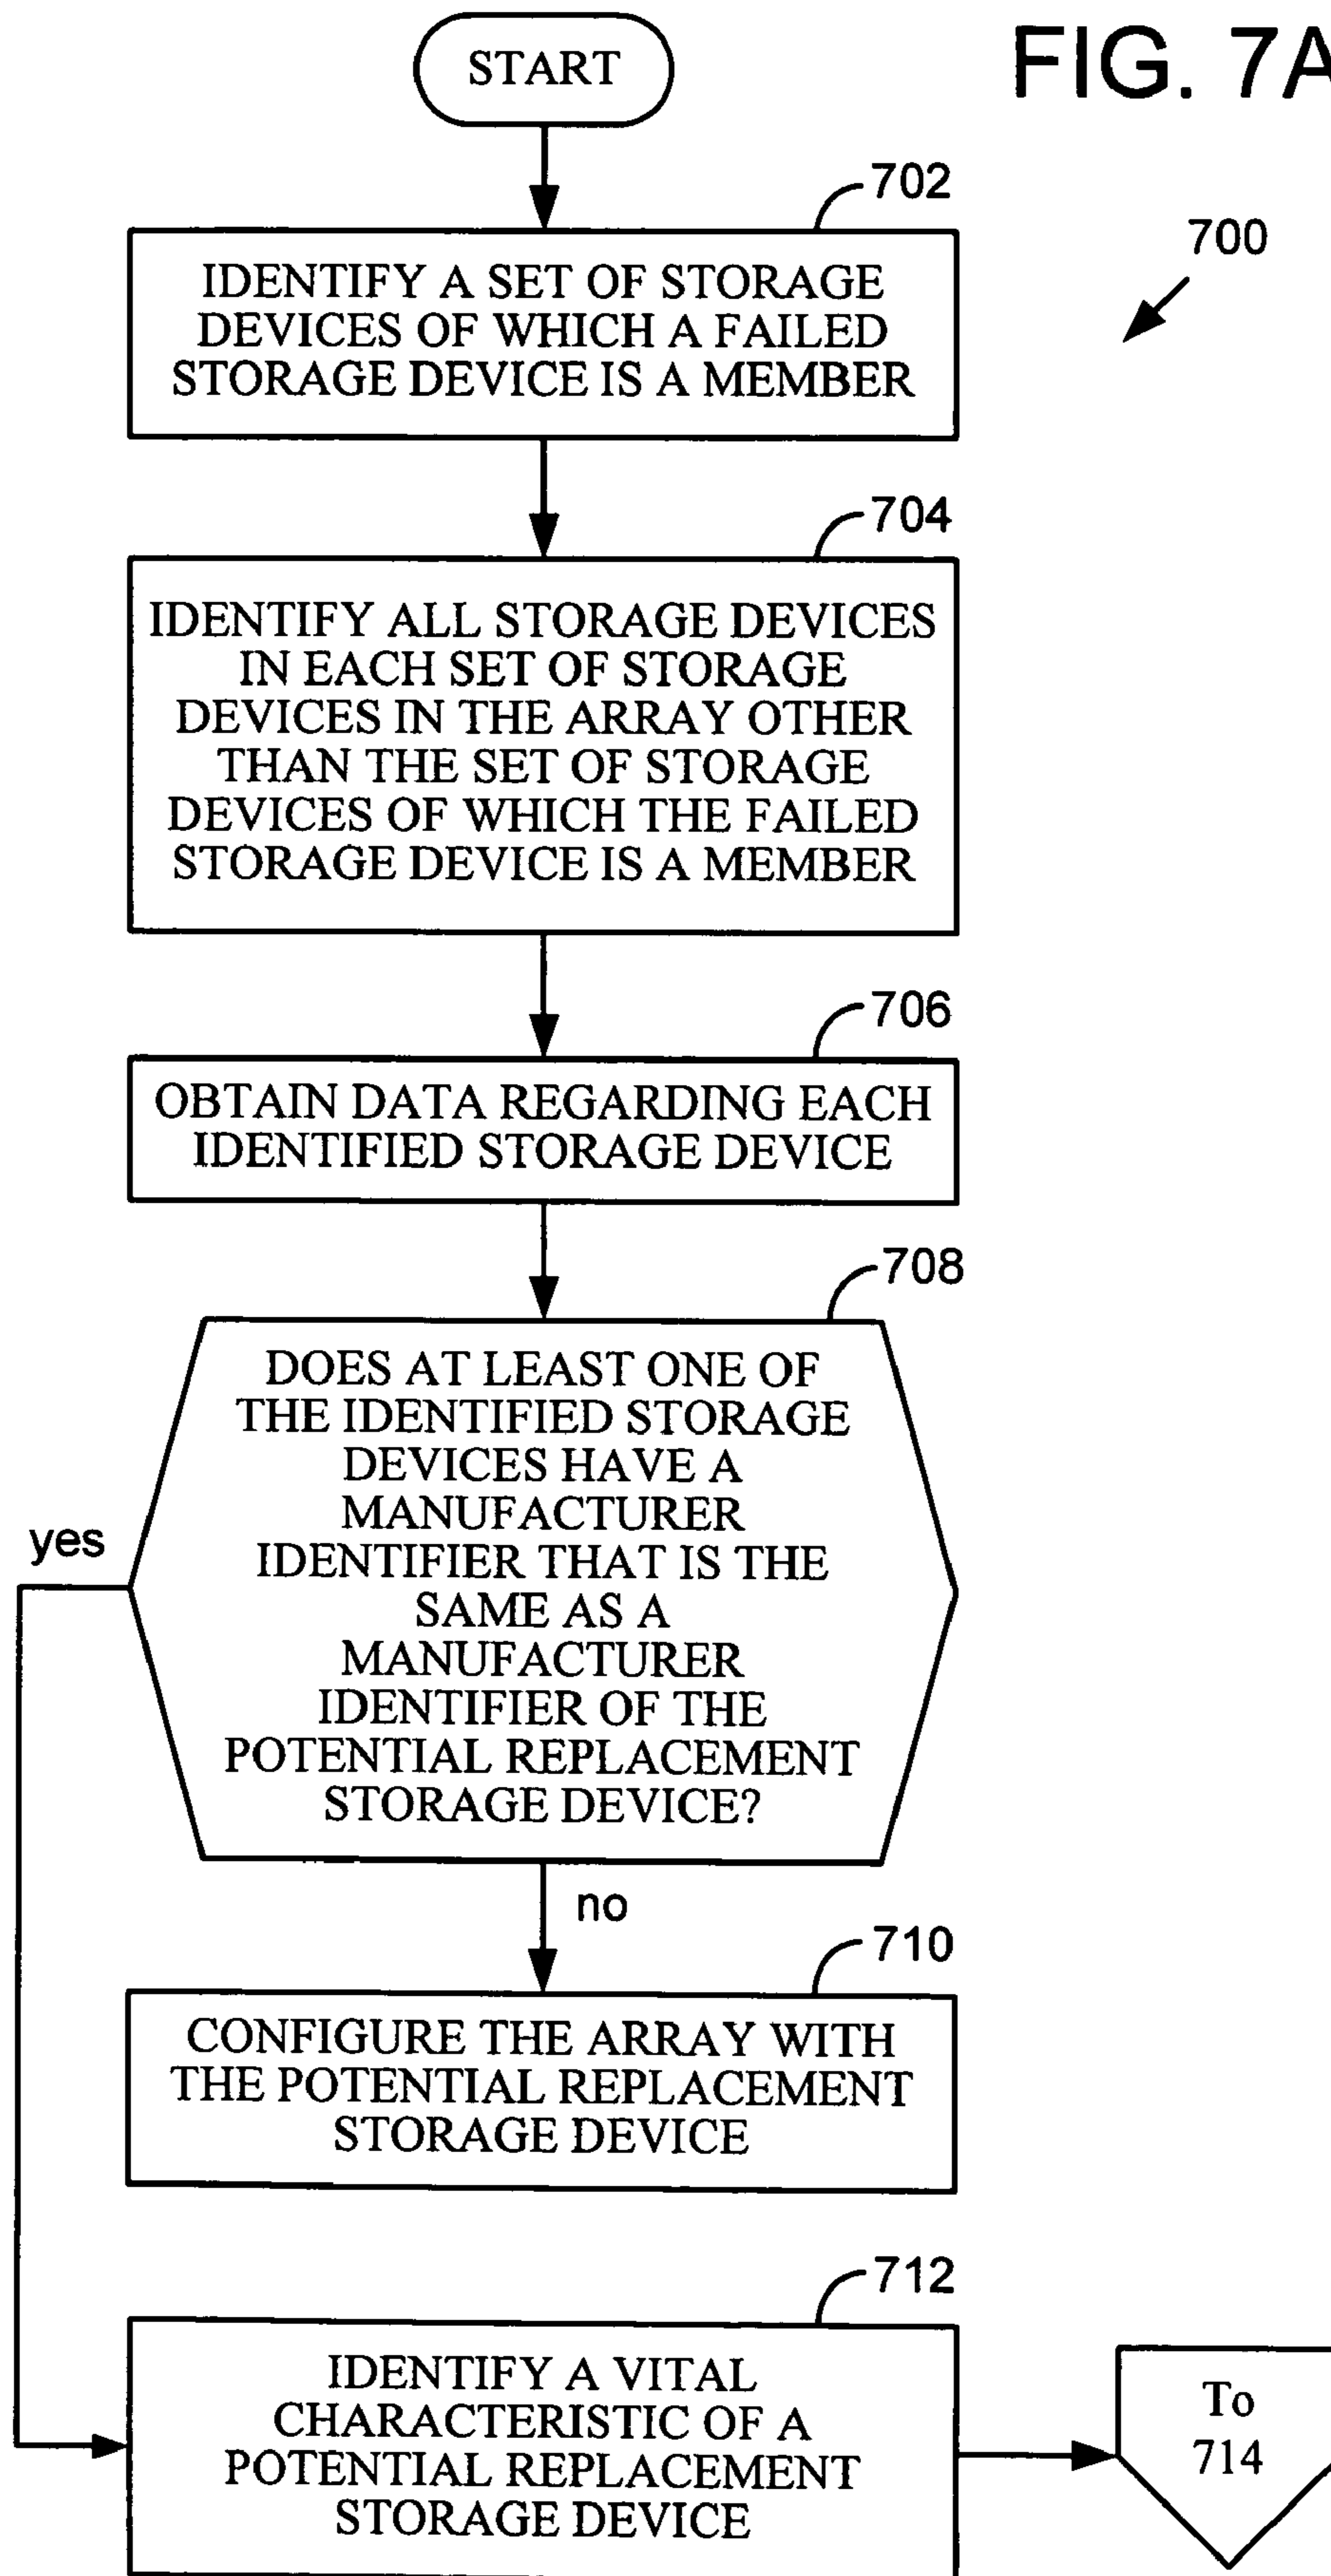 START
FIG. 7A
702
700
IDENTIFY A SET OF STORAGE
DEVICES OF WHICH A FAILED
STORAGE DEVICE IS A MEMBER
704
IDENTIFY ALL STORAGE DEVICES
IN EACH SET OF STORAGE
DEVICES IN THE ARRAY OTHER
THAN THE SET OF STORAGE
DEVICES OF WHICH THE FAILED
STORAGE DEVICE IS A MEMBER
706
OBTAIN DATA REGARDING EACH
IDENTIFIED STORAGE DEVICE
708
DOES AT LEAST ONE OF
THE IDENTIFIED STORAGE
DEVICES HAVE A
MANUFACTURER
IDENTIFIER THAT IS THE
SAME AS A
MANUFACTURER
IDENTIFIER OF THE
POTENTIAL REPLACEMENT
STORAGE DEVICE?
yes
no
710
CONFIGURE THE ARRAY WITH
THE POTENTIAL REPLACEMENT
STORAGE DEVICE
712
IDENTIFY A VITAL
CHARACTERISTIC OF A
POTENTIAL REPLACEMENT
STORAGE DEVICE
To
714